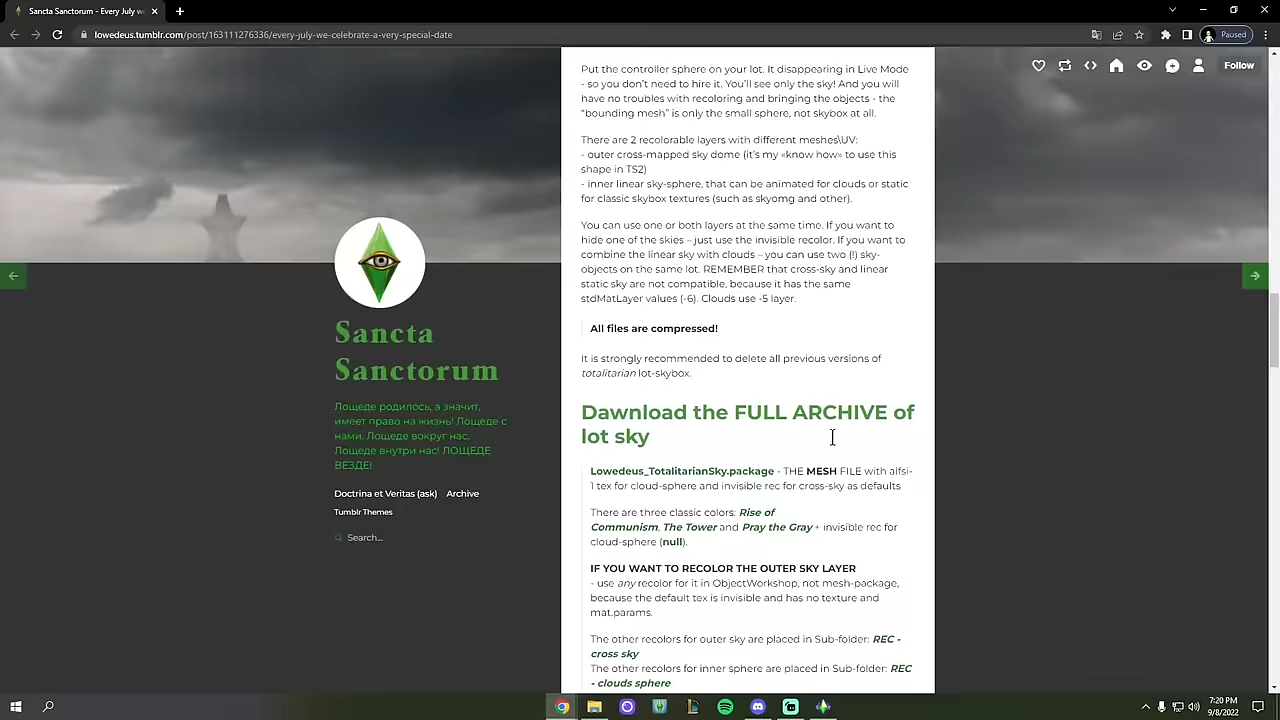 Sancta Sanctorum - Every July w
lowedeus.tumblr.com/post/163111276336/every-july-we-celebrate-a-very-special-date
Paused
Follow
Put the controller sphere on your lot. It disappearing in Live Mode
- so you don't need to hire it. You'll see only the sky! And you will
have no troubles with recoloring and bringing the objects - the
"bounding mesh" is only the small sphere, not skybox at all.
There are 2 recolorable layers with different meshes\UV:
- outer cross-mapped sky dome (it's my «know how» to use this
shape in TS2)
- inner linear sky-sphere, that can be animated for clouds or static
for classic skybox textures (such as skyomg and other).
You can use one or both layers at the same time. If you want to
hide one of the skies – just use the invisible recolor. If you want to
combine the linear sky with clouds – you can use two (!) sky-
objects on the same lot. REMEMBER that cross-sky and linear
static sky are not compatible, because it has the same
stdMatLayer values (-6). Clouds use -5 layer.
All files are compressed!
It is strongly recommended to delete all previous versions of
totalitarian lot-skybox.
Dawnload the FULL ARCHIVE of
lot sky
Lowedeus_TotalitarianSky.package - THE MESH FILE with alfsi-
1 tex for cloud-sphere and invisible rec for cross-sky as defaults
There are three classic colors: Rise of
Communism, The Tower and Pray the Gray + invisible rec for
cloud-sphere (null).
IF YOU WANT TO RECOLOR THE OUTER SKY LAYER
- use any recolor for it in ObjectWorkshop, not mesh-package,
because the default tex is invisible and has no texture and
mat.params.
The other recolors for outer sky are placed in Sub-folder: REC -
cross sky
The other recolors for inner sphere are placed in Sub-folder: REC
- clouds sphere
Sancta
Sanctorum
Лощеде родилось, а значит,
имеет право на жизнь! Лощеде с
нами. Лощеде вокруг нас.
Лощеде внутри нас! ЛОЩЕДЕ
ВЕЗДЕ!
Doctrina et Veritas (ask) Archive
Tumblr Themes
Search...
7:20 PM
9/8/2022